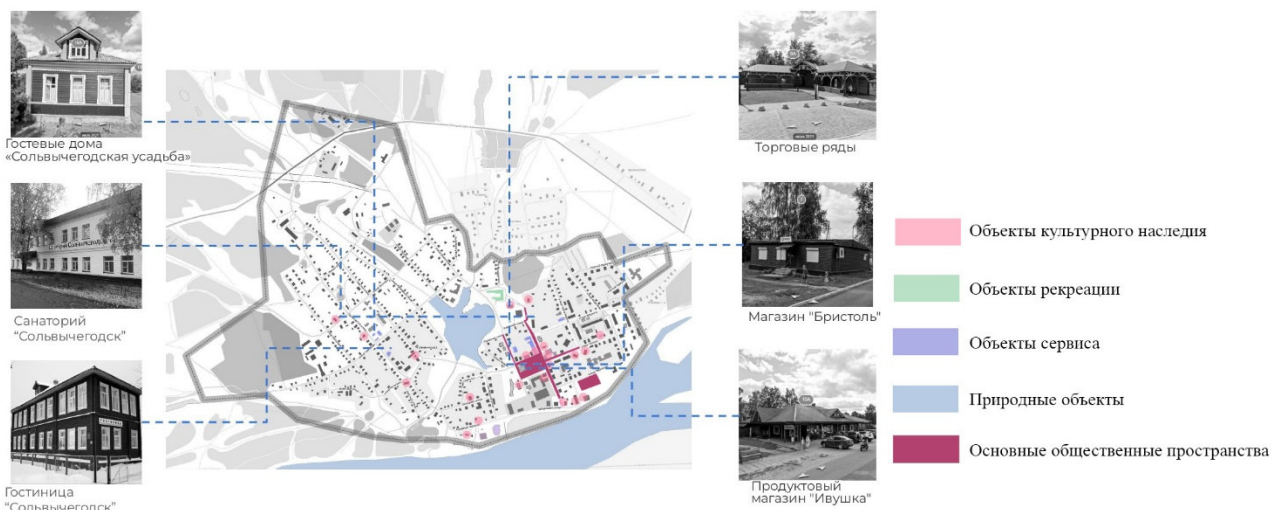 Гостевые дома
«Сольвычегодская усадьба»
Санаторий
“Сольвычегодск”
Гостиница
“Сольвычегодск”
Торговые ряды
Магазин "Бристоль"
Продуктовый
магазин "Ивушка"
Объекты культурного наследия
Объекты рекреации
Объекты сервиса
Природные объекты
Основные общественные пространства